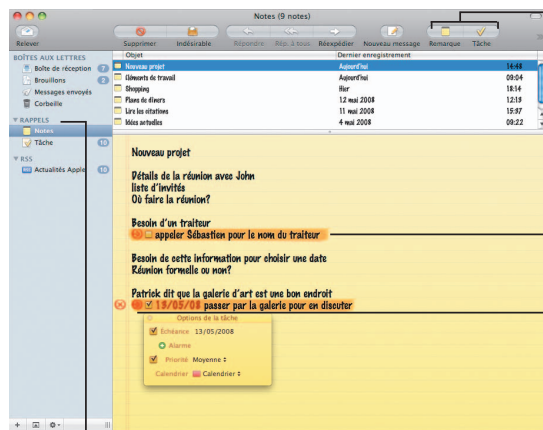 Notes (9 notes)
Relever Supprimer Indésirable Répondre Rép. à tous Réexpédier Nouveau message Remarque Tâche
BOÎTES AUX LETTRES
Boîte de réception 7
Brouillons 2
Messages envoyés
Corbeille
RAPPELS
Notes
Tâche 10
RSS
Actualités Apple 10
Objet Dernier enregistrement
Nouveau projet Aujourd'hui 14:48
Éléments de travail Aujourd'hui 09:04
Shopping Hier 18:14
Plans de dîners 12 mai 2008 12:13
Lire les citations 11 mai 2008 15:37
Idées actuelles 4 mai 2008 09:22
Nouveau projet
Détails de la réunion avec John
liste d'invités
Où faire la réunion?
Besoin d'un traiteur
appeler Sébastien pour le nom du traiteur
Besoin de cette information pour choisir une date
Réunion formelle ou non?
Patrick dit que la galerie d'art est une bon endroit
13/05/08 passer par la galerie pour en discuter
Options de la tâche
Échéance 13/05/2008
Alarme
Priorité Moyenne
Calendrier Calendrier